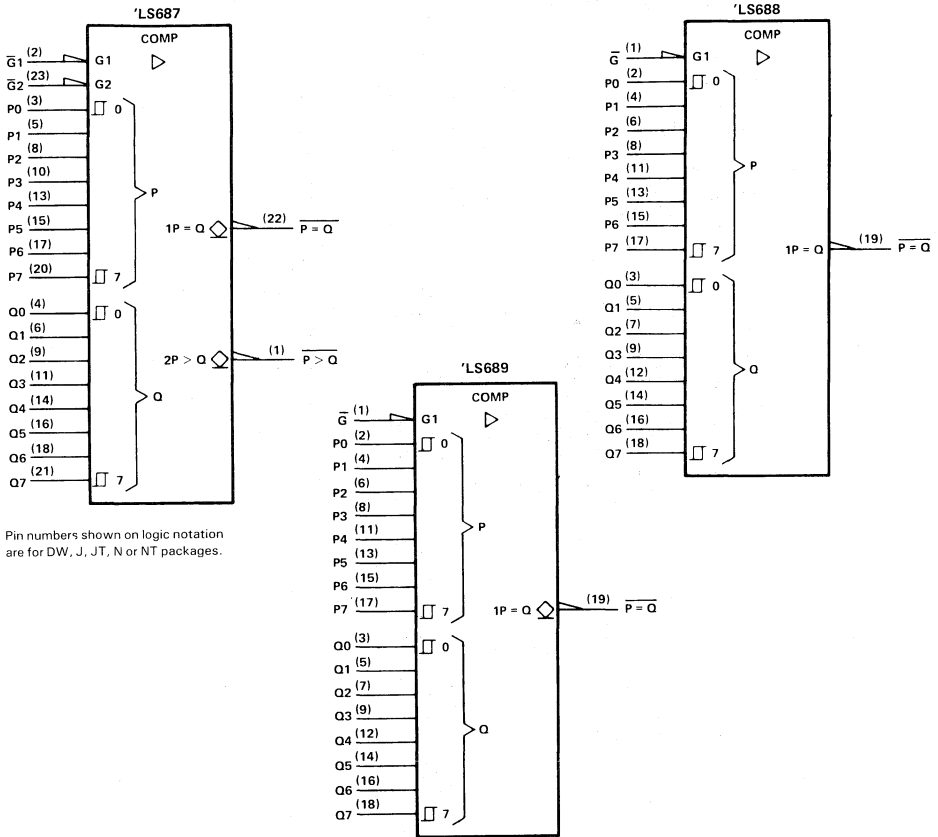 'LS687
COMP
G̅1 (2) G1
G̅2 (23) G2
P0 (3) 0
P1 (5)
P2 (8)
P3 (10)
P4 (13)
P5 (15)
P6 (17)
P7 (20) 7
P
Q0 (4) 0
Q1 (6)
Q2 (9)
Q3 (11)
Q4 (14)
Q5 (16)
Q6 (18)
Q7 (21) 7
Q
1P = Q (22) P̅ ̅=̅ ̅Q̅
2P > Q (1) P̅ ̅>̅ ̅Q̅
Pin numbers shown on logic notation
are for DW, J, JT, N or NT packages.
'LS688
COMP
G̅ (1) G1
P0 (2) 0
P1 (4)
P2 (6)
P3 (8)
P4 (11)
P5 (13)
P6 (15)
P7 (17) 7
P
Q0 (3) 0
Q1 (5)
Q2 (7)
Q3 (9)
Q4 (12)
Q5 (14)
Q6 (16)
Q7 (18) 7
Q
1P = Q (19) P̅ ̅=̅ ̅Q̅
'LS689
COMP
G̅ (1) G1
P0 (2) 0
P1 (4)
P2 (6)
P3 (8)
P4 (11)
P5 (13)
P6 (15)
P7 (17) 7
P
Q0 (3) 0
Q1 (5)
Q2 (7)
Q3 (9)
Q4 (12)
Q5 (14)
Q6 (16)
Q7 (18) 7
Q
1P = Q (19) P̅ ̅=̅ ̅Q̅